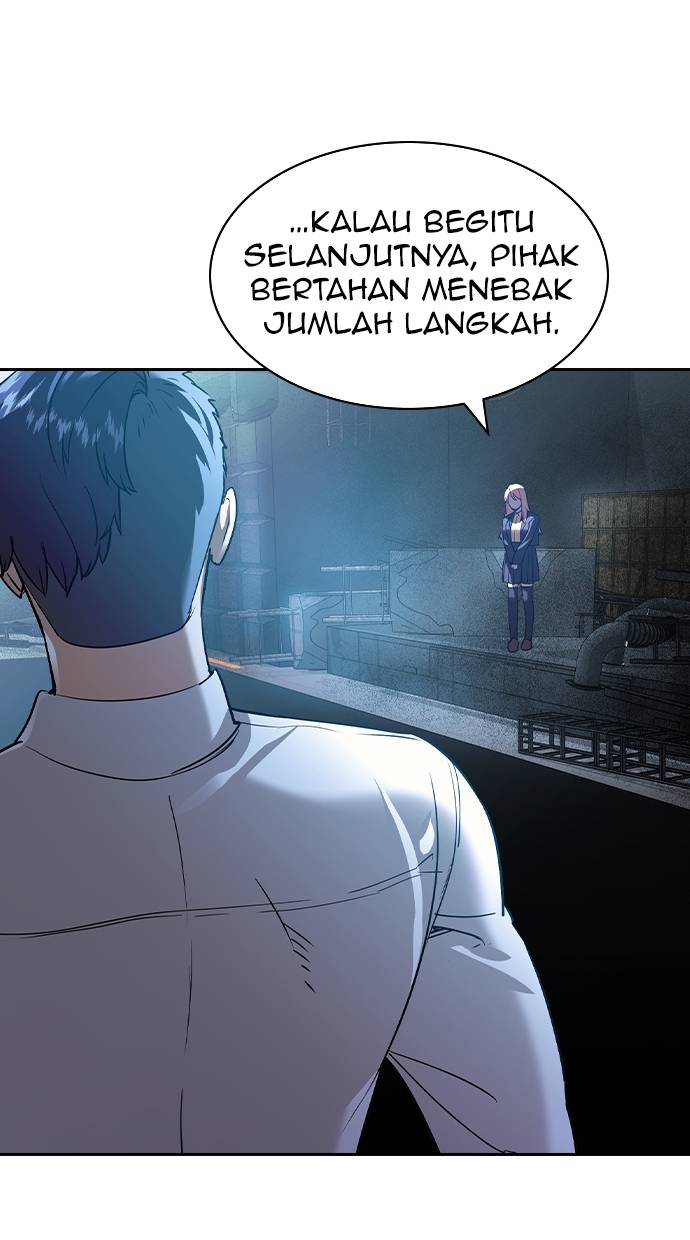 ...KALAU BEGITU
SELANJUTNYA, PIHAK
BERTAHAN MENEBAK
JUMLAH LANGKAH.